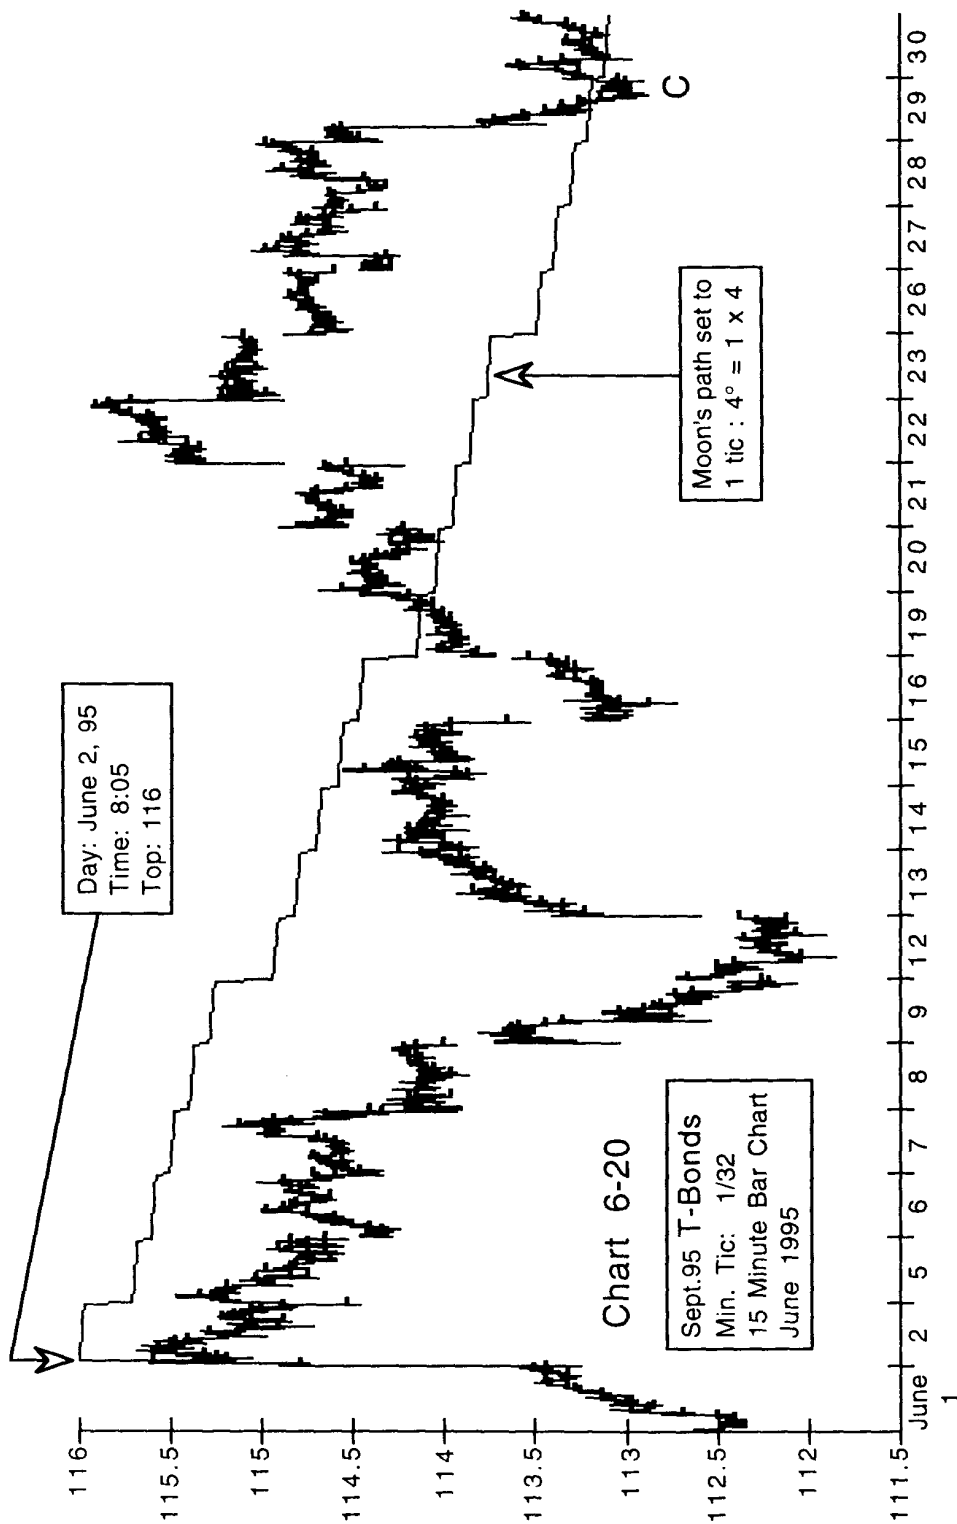 Day: June 2, 95
Time: 8:05
Top: 116
116
115.5
115
114.5
114
113.5
113
112.5
112
111.5
C
Moon's path set to
1 tic : 4° = 1 x 4
Chart 6-20
Sept.95 T-Bonds
Min. Tic: 1/32
15 Minute Bar Chart
June 1995
June 2 5 6 7 8 9 12 13 14 15 16 19 20 21 22 23 26 27 28 29 30
1